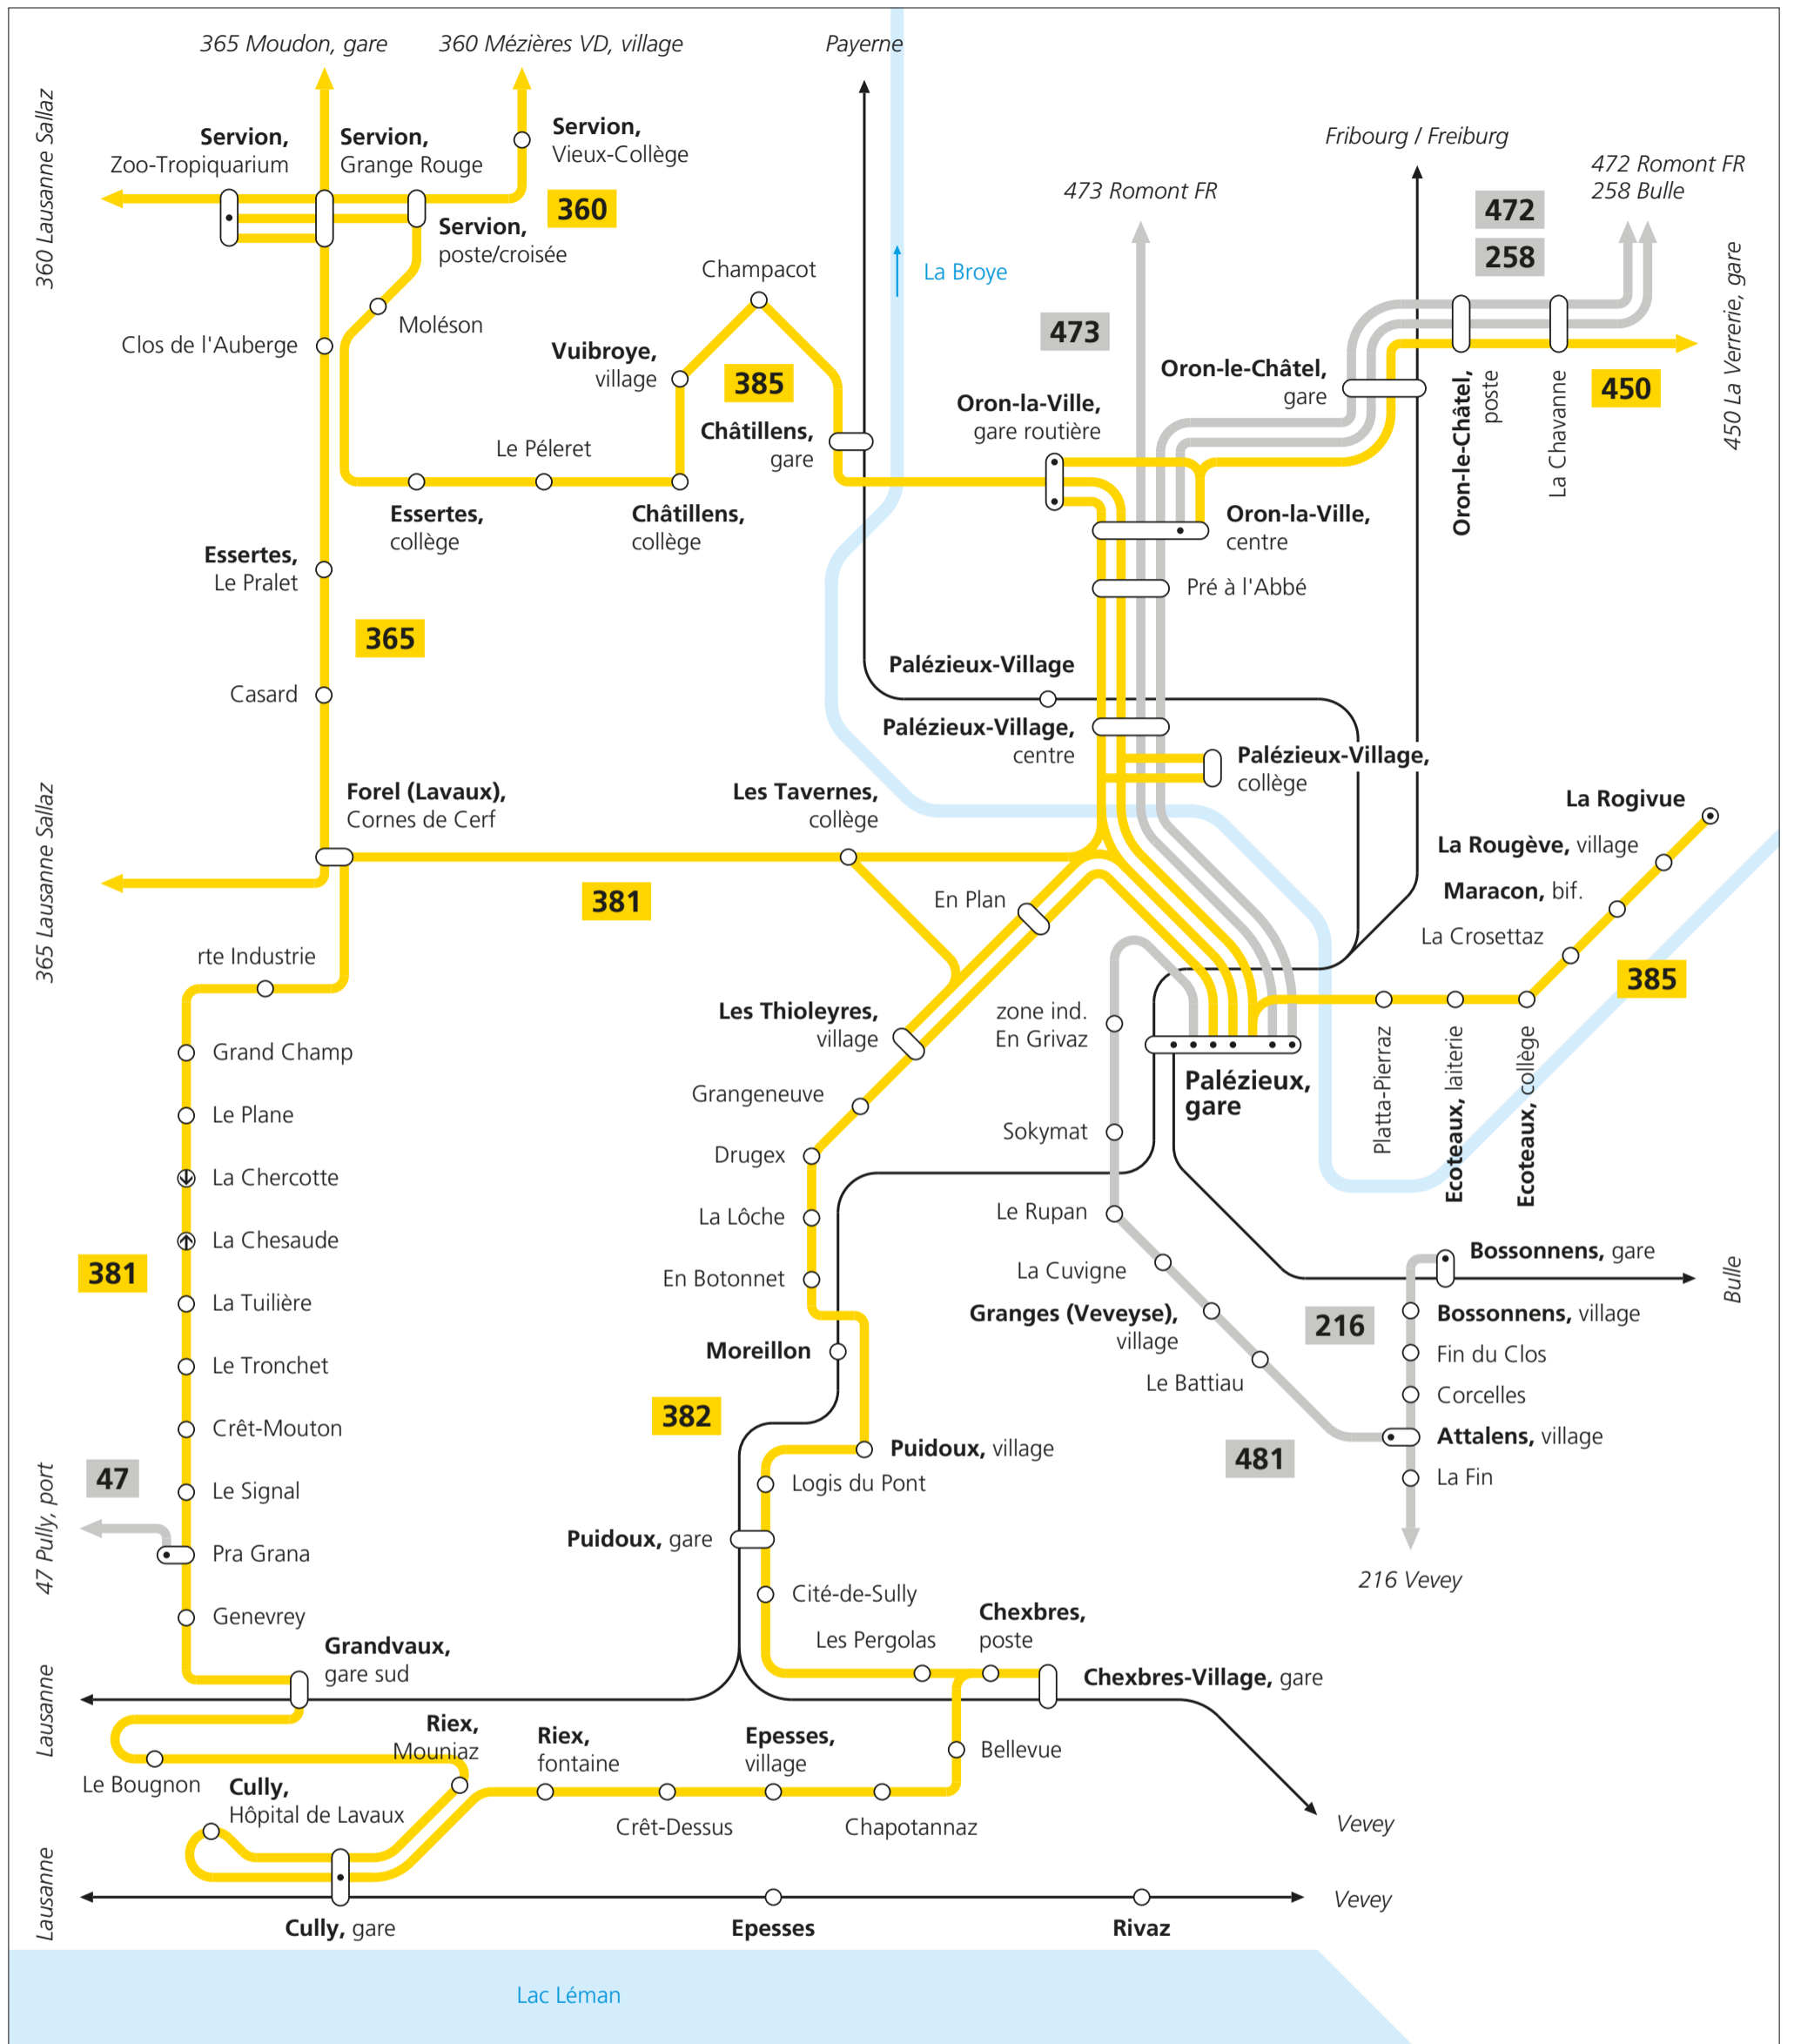 365 Moudon, gare
360 Mézières VD, village
Payerne
360 Lausanne Sallaz
Servion,
Zoo-Tropiquarium
Servion,
Grange Rouge
Servion,
Vieux-Collège
360
Servion,
poste/croisée
Fribourg / Freiburg
472 Romont FR
258 Bulle
473 Romont FR
472
258
450 La Verrerie, gare
La Broye
Champacot
Moléson
Clos de l'Auberge
473
Vuibroye,
village
385
Oron-le-Châtel,
gare
450
Oron-le-Châtel,
poste
La Chavanne
Oron-la-Ville,
gare routière
Châtillens,
gare
Le Péleret
Essertes,
collège
Châtillens,
collège
Oron-la-Ville,
centre
Essertes,
Le Pralet
Pré à l'Abbé
365
Palézieux-Village
Casard
Palézieux-Village,
centre
Palézieux-Village,
collège
365 Lausanne Sallaz
Forel (Lavaux),
Cornes de Cerf
Les Tavernes,
collège
La Rogivue
La Rougève, village
Maracon, bif.
La Crosettaz
385
381
En Plan
rte Industrie
Les Thioleyres,
village
zone ind.
En Grivaz
Grand Champ
Palézieux,
gare
Platta-Pierraz
Ecoteaux, laiterie
Ecoteaux, collège
Grangeneuve
Le Plane
Sokymat
Drugex
La Chercotte
La Lôche
Le Rupan
La Chesaude
381
La Cuvigne
Bossonnens, gare
Bulle
En Botonnet
La Tuilière
Granges (Veveyse),
village
216
Bossonnens, village
Moreillon
Fin du Clos
Le Tronchet
Le Battiau
Corcelles
382
Crêt-Mouton
Puidoux, village
481
Attalens, village
47
47 Pully, port
Le Signal
Logis du Pont
La Fin
Puidoux, gare
Pra Grana
216 Vevey
Cité-de-Sully
Genevrey
Chexbres,
poste
Les Pergolas
Grandvaux,
gare sud
Chexbres-Village, gare
Lausanne
Riex,
Mouniaz
Riex,
fontaine
Epesses,
village
Bellevue
Le Bougnon
Cully,
Hôpital de Lavaux
Crêt-Dessus
Chapotannaz
Vevey
Lausanne
Vevey
Cully, gare
Epesses
Rivaz
Lac Léman